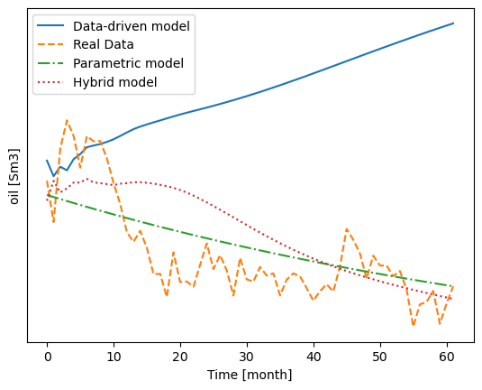 Data-driven model
Real Data
Parametric model
Hybrid model
oil [Sm3]
0 10 20 30 40 50 60
Time [month]